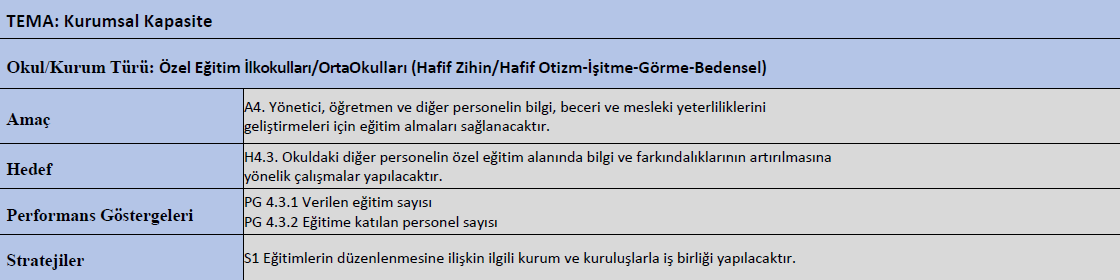 TEMA: Kurumsal Kapasite
Okul/Kurum Türü: Özel Eğitim İlkokulları/OrtaOkulları (Hafif Zihin/Hafif Otizm-İşitme-Görme-Bedensel)
Amaç
A4. Yönetici, öğretmen ve diğer personelin bilgi, beceri ve mesleki yeterliliklerini
geliştirmeleri için eğitim almaları sağlanacaktır.
Hedef
H4.3. Okuldaki diğer personelin özel eğitim alanında bilgi ve farkındalıklarının artırılmasına
yönelik çalışmalar yapılacaktır.
Performans Göstergeleri
PG 4.3.1 Verilen eğitim sayısı
PG 4.3.2 Eğitime katılan personel sayısı
Stratejiler
S1 Eğitimlerin düzenlenmesine ilişkin ilgili kurum ve kuruluşlarla iş birliği yapılacaktır.